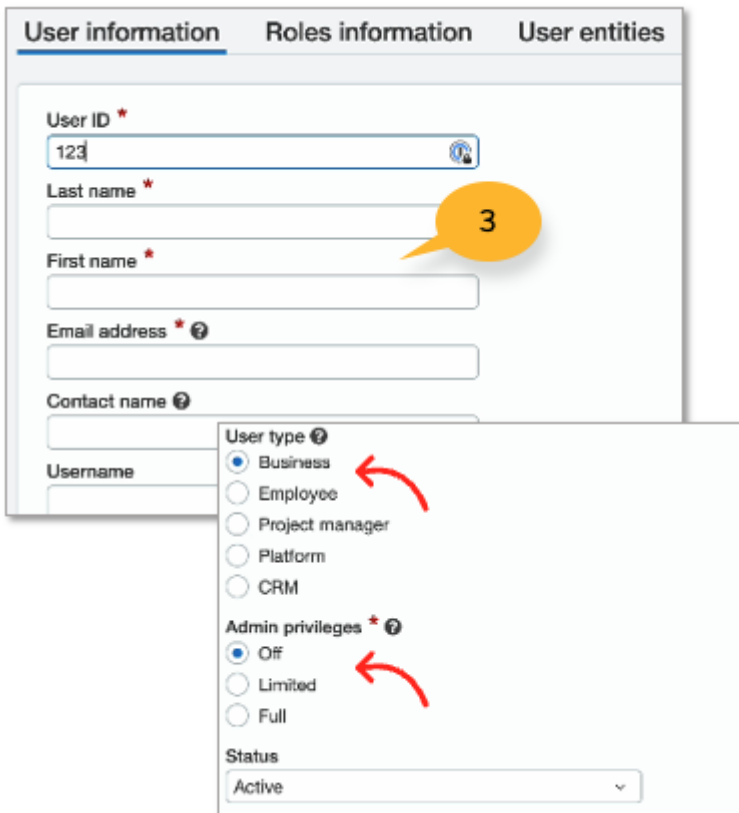 User information Roles information User entities
User ID *
123
Last name *
3
First name *
Email address *
Contact name
Username
User type
Business
Employee
Project manager
Platform
CRM
Admin privileges *
Off
Limited
Full
Status
Active